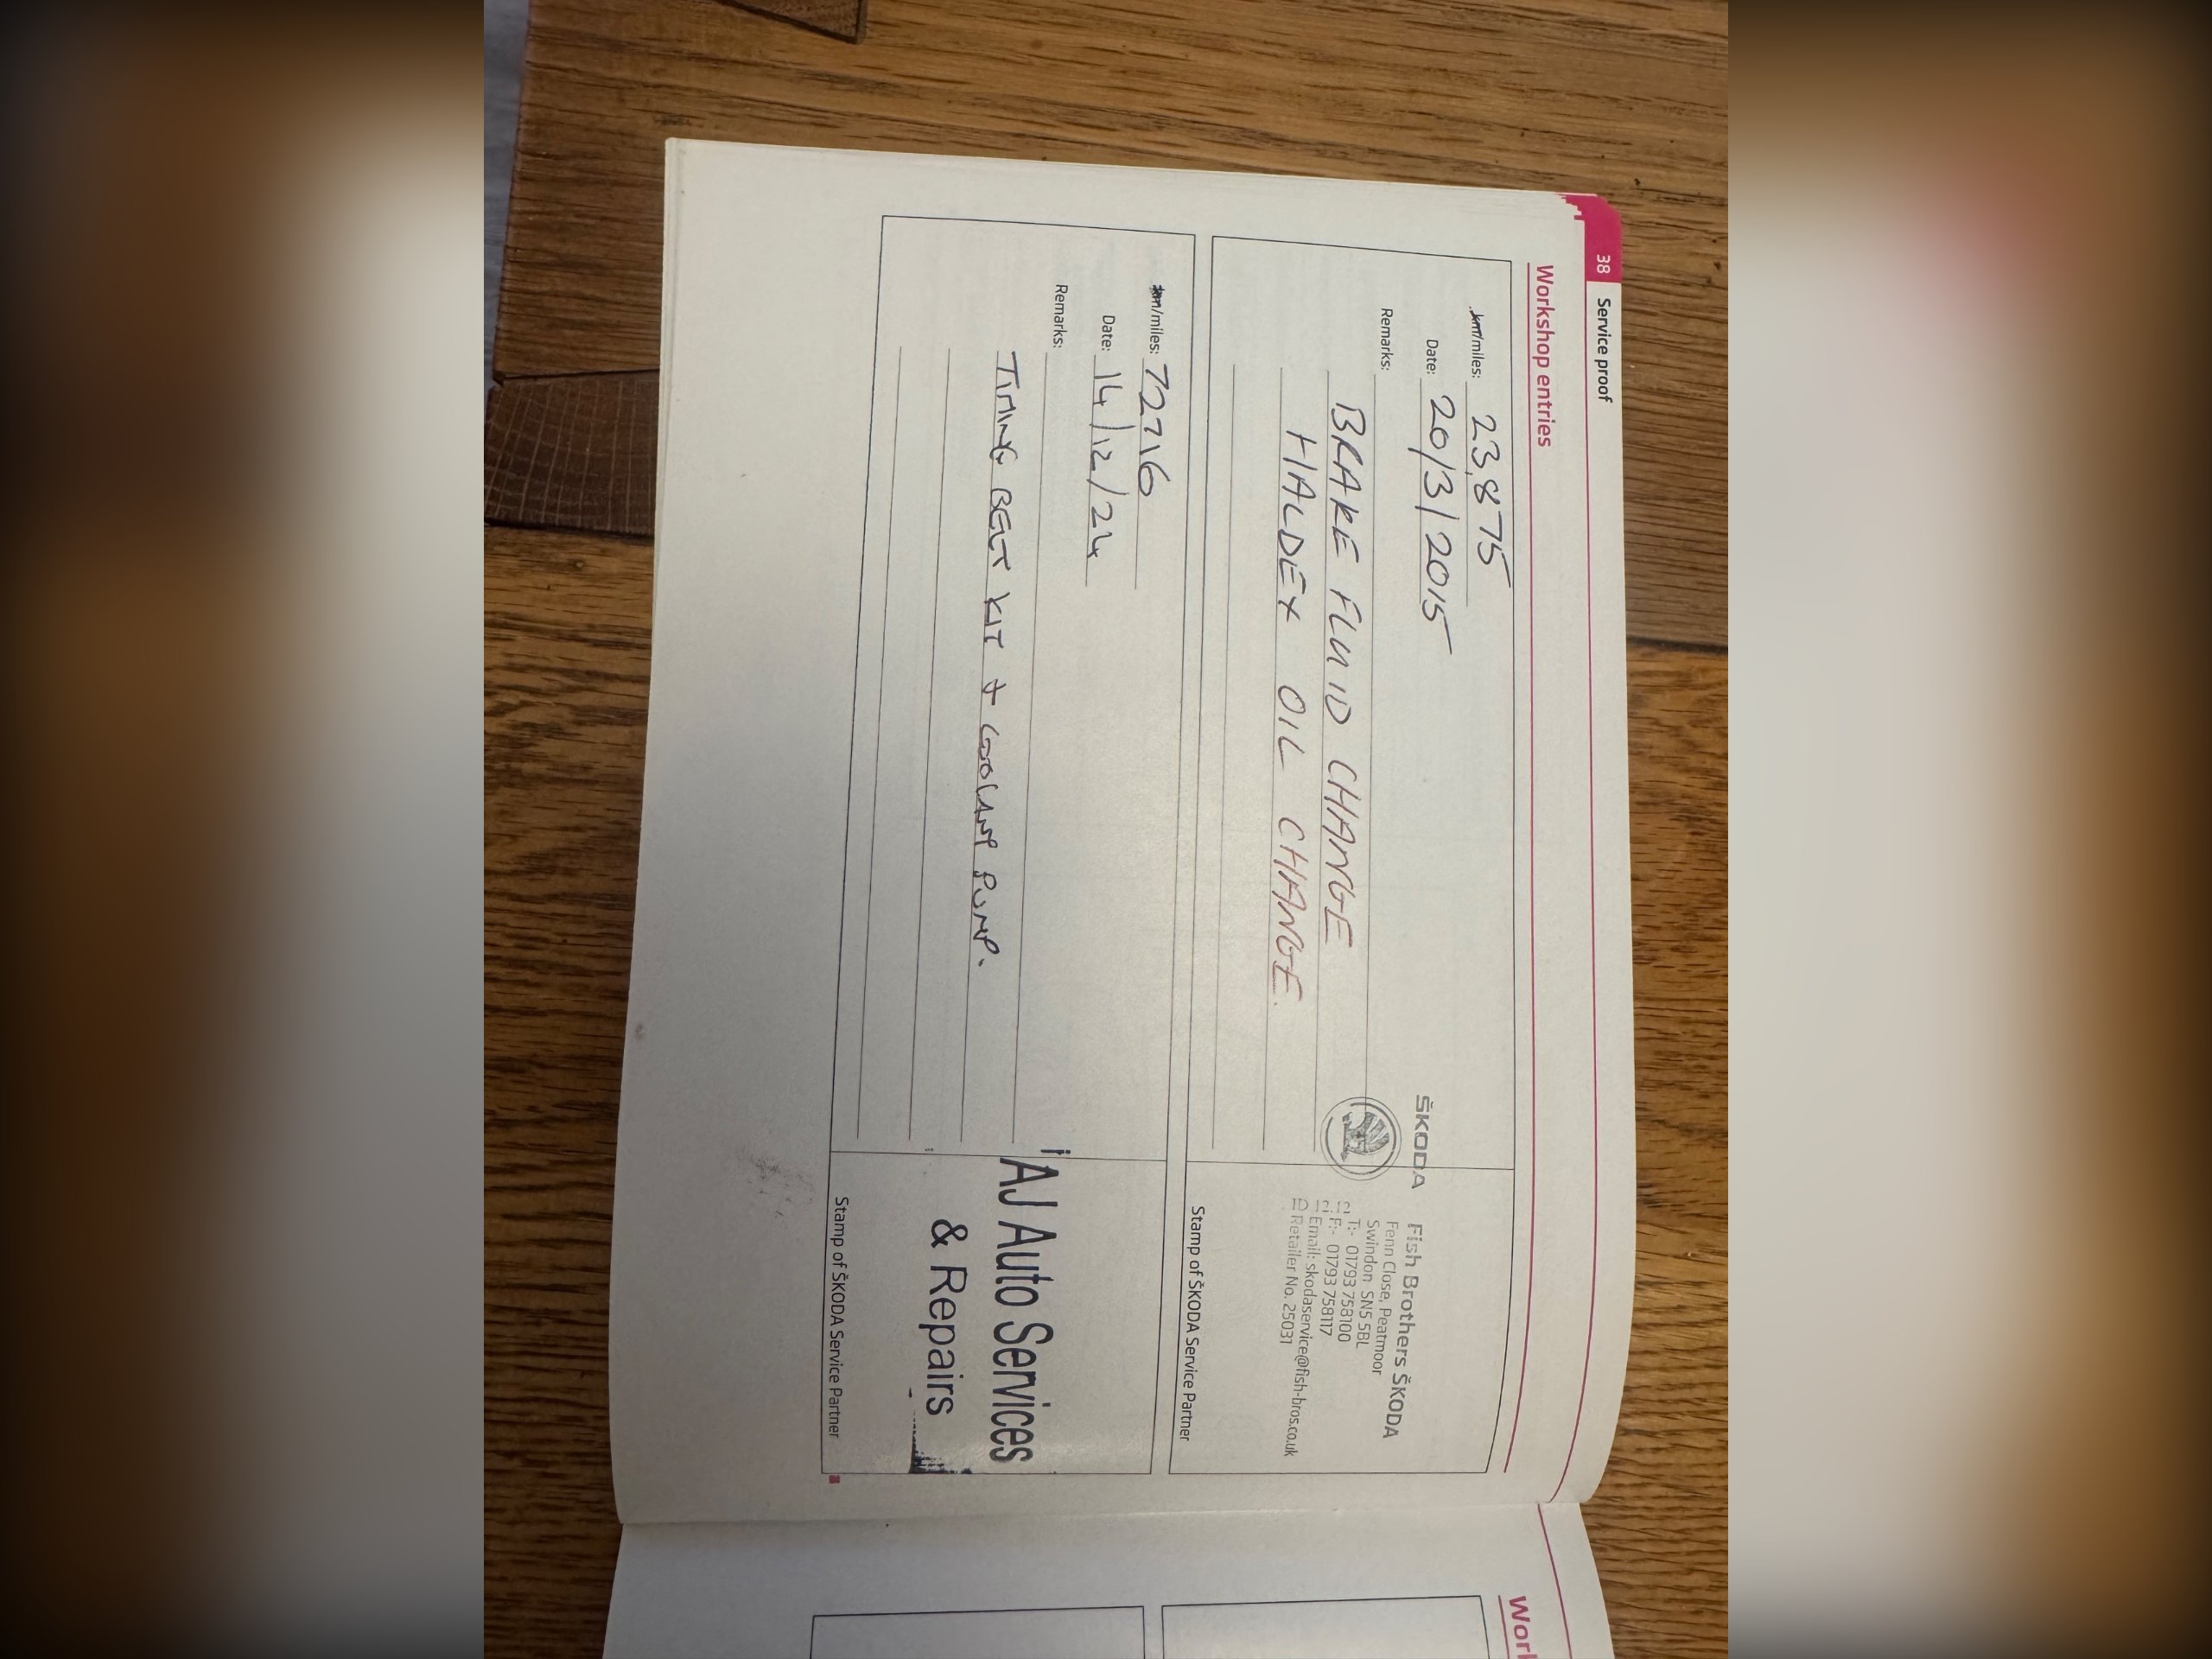 38 Service proof
Workshop entries
km/miles: 23,875
Date: 20/3/2015
Remarks:
BRAKE FLUID CHANGE
HALDEX OIL CHANGE.
ŠKODA
Fish Brothers ŠKODA
Fenn Close, Peatmoor
Swindon SN5 5BL
T:- 01793 758100
F:- 01793 758117
Email: skodaservice@fish-bros.co.uk
Retailer No. 25031
Stamp of ŠKODA Service Partner
km/miles: 72716
Date: 14/12/24
Remarks:
TIMING BELT KIT + COOLANT PUMP.
AJ Auto Services
& Repairs
Stamp of ŠKODA Service Partner